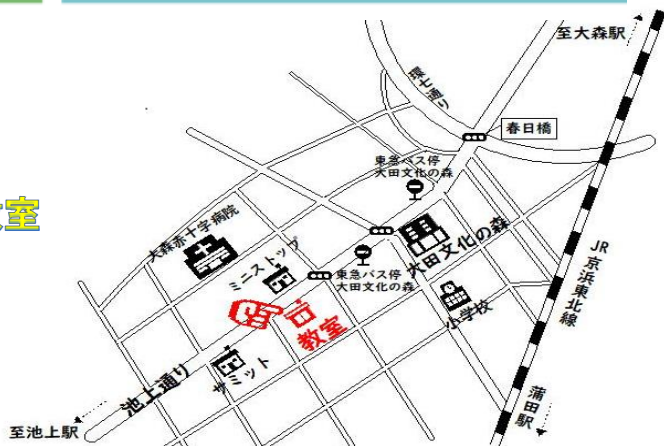 至大森駅
環七通り
春日橋
東急バス停
大田文化の森
室
大森赤十字病院
大田文化の森
ミニストップ
東急バス停
大田文化の森
JR京浜東北線
小学校
教室
サミット
池上通り
蒲田駅
至池上駅